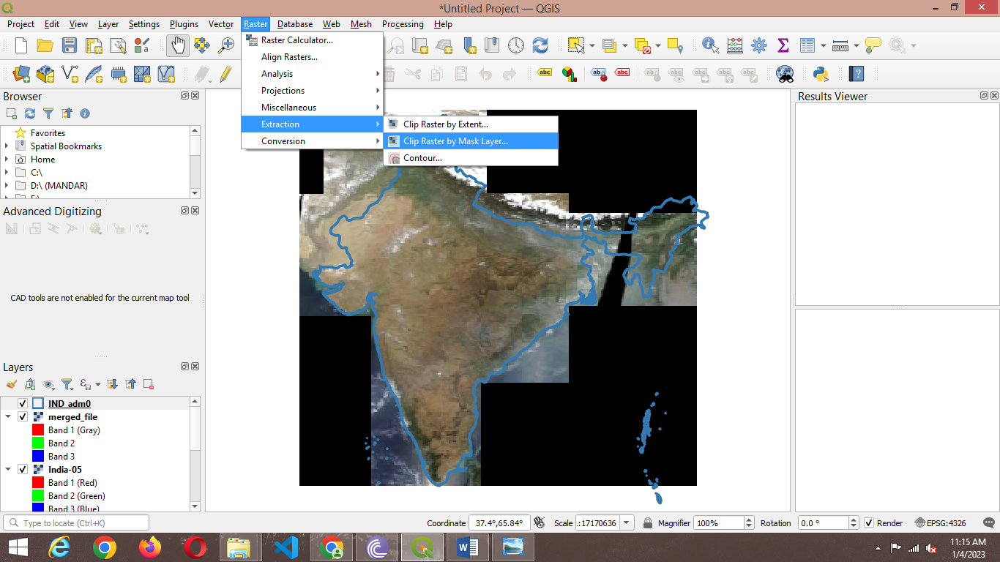 *Untitled Project — QGIS
Project Edit View Layer Settings Plugins Vector Raster Database Web Mesh Processing Help
Raster Calculator...
Align Rasters...
Analysis
Projections
Miscellaneous
Extraction
Conversion
Clip Raster by Extent...
Clip Raster by Mask Layer...
Contour...
abc
ab
abc
Browser
Favorites
Spatial Bookmarks
Home
C:\
D:\ (MANDAR)
Advanced Digitizing
CAD tools are not enabled for the current map tool
Layers
IND_adm0
merged_file
Band 1 (Gray)
Band 2
Band 3
India-05
Band 1 (Red)
Band 2 (Green)
Band 3 (Blue)
Results Viewer
Type to locate (Ctrl+K)
Coordinate 37.4°,65.84° Scale .:17170636 Magnifier 100% Rotation 0.0 ° Render EPSG:4326
11:15 AM
1/4/2023